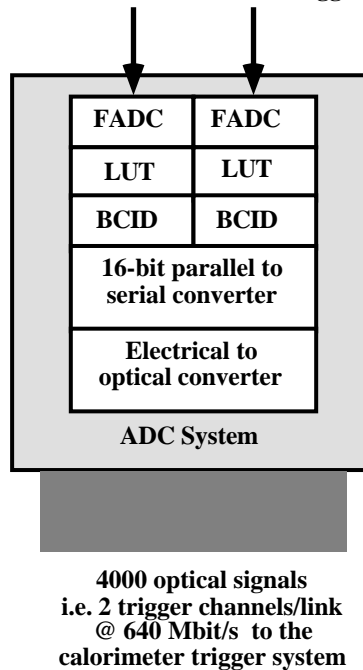 FADC FADC
LUT LUT
BCID BCID
16-bit parallel to
serial converter
Electrical to
optical converter
ADC System
4000 optical signals
i.e. 2 trigger channels/link
@ 640 Mbit/s to the
calorimeter trigger system